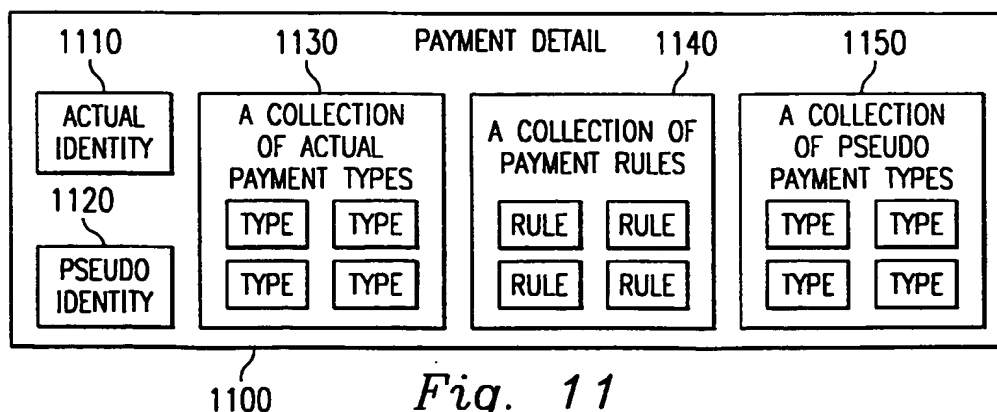 1110 1130 PAYMENT DETAIL 1140 1150
ACTUAL
IDENTITY
1120
PSEUDO
IDENTITY
A COLLECTION
OF ACTUAL
PAYMENT TYPES
TYPE TYPE
TYPE TYPE
A COLLECTION OF
PAYMENT RULES
RULE RULE
RULE RULE
A COLLECTION
OF PSEUDO
PAYMENT TYPES
TYPE TYPE
TYPE TYPE
1100
Fig. 11